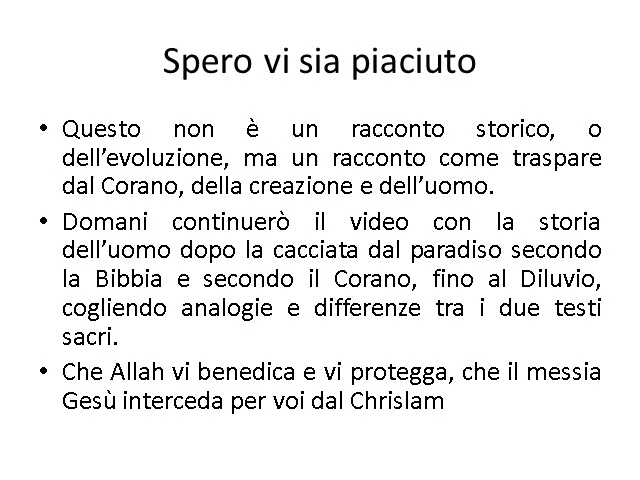 Spero vi sia piaciuto
• Questo non è un racconto storico, o
dell’evoluzione, ma un racconto come traspare
dal Corano, della creazione e dell’uomo.
• Domani continuerò il video con la storia
dell’uomo dopo la cacciata dal paradiso secondo
la Bibbia e secondo il Corano, fino al Diluvio,
cogliendo analogie e differenze tra i due testi
sacri.
• Che Allah vi benedica e vi protegga, che il messia
Gesù interceda per voi dal Chrislam